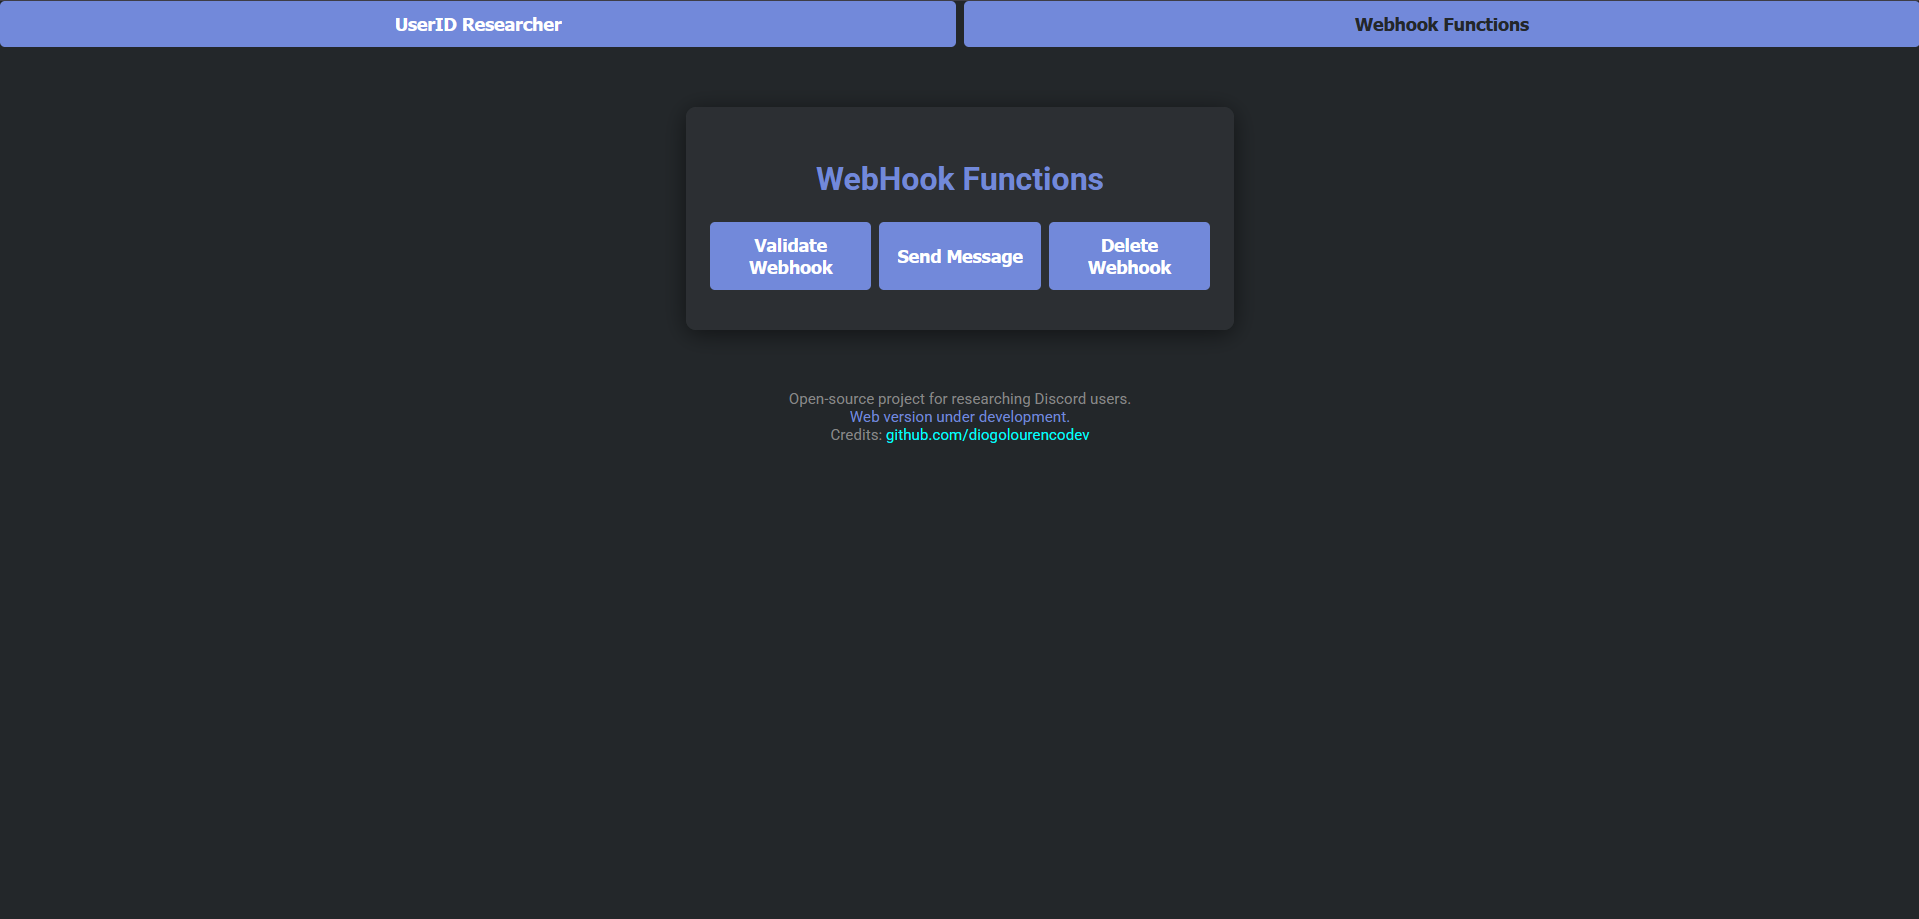 UserID Researcher
Webhook Functions
WebHook Functions
Validate
Webhook
Send Message
Delete
Webhook
Open-source project for researching Discord users.
Web version under development.
Credits: github.com/diogolourencodev